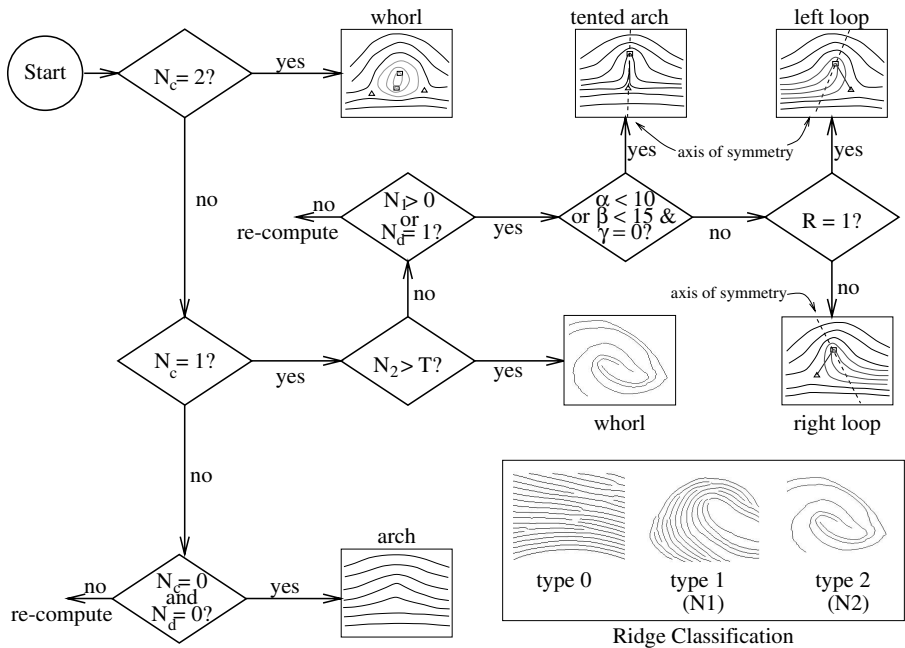 whorl
tented arch
left loop
Start
N_c = 2?
yes
axis of symmetry
yes
yes
no
N_1 > 0
or
N_d = 1?
no
re-compute
yes
α < 10
or β < 15 &
γ = 0?
no
R = 1?
no
axis of symmetry
no
N_c = 1?
yes
N_2 > T?
yes
whorl
right loop
no
arch
N_c = 0
and
N_d = 0?
no
re-compute
yes
type 0
type 1
(N1)
type 2
(N2)
Ridge Classification